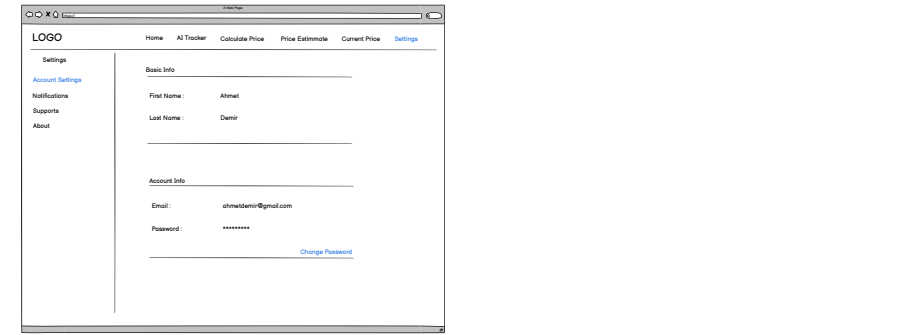 A Web Page
https://
LOGO Home AI Tracker Calculate Price Price Estimmate Current Price Settings
Settings
Account Settings
Notifications
Supports
About
Basic Info
First Name : Ahmet
Last Name : Demir
Account Info
Email : ahmetdemir@gmail.com
Password : *********
Change Password